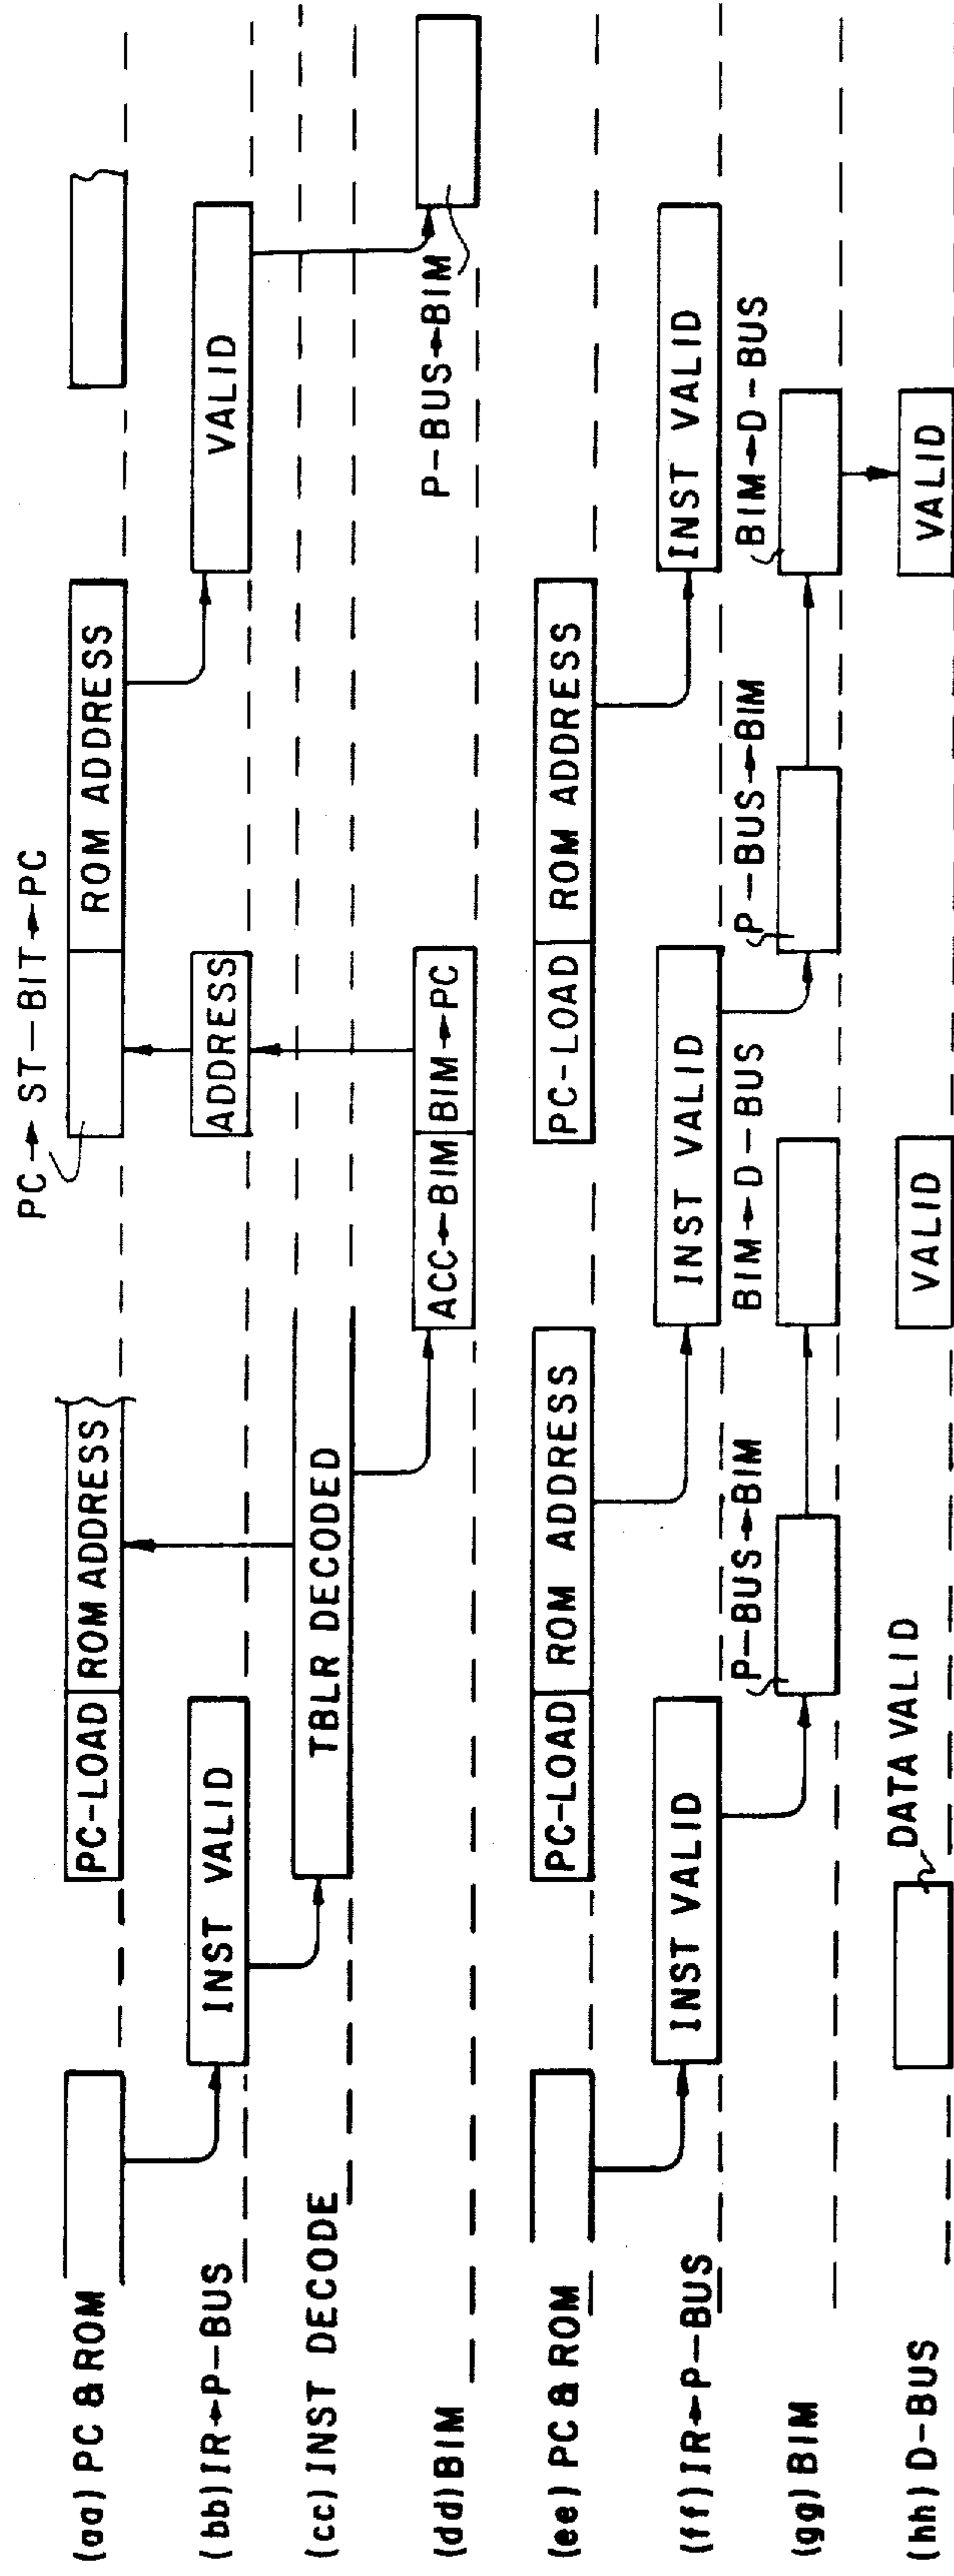 PC→ST-BIT→PC
(aa) PC & ROM
PC-LOAD
ROM ADDRESS
ROM ADDRESS
(bb) IR←P-BUS
INST VALID
ADDRESS
VALID
(cc) INST DECODE
TBLR DECODED
(dd) BIM
ACC→BIM
BIM→PC
P-BUS→BIM
(ee) PC & ROM
PC-LOAD
ROM ADDRESS
PC-LOAD
ROM ADDRESS
(ff) IR←P-BUS
INST VALID
INST VALID
INST VALID
(gg) BIM
P-BUS→BIM
BIM→D-BUS
P-BUS→BIM
BIM→D-BUS
(hh) D-BUS
DATA VALID
VALID
VALID